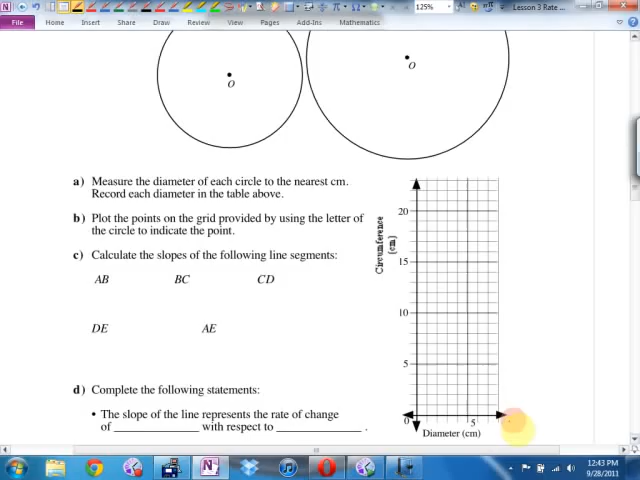 125%
Lesson 3 Rate ...
File Home Insert Share Draw Review Pages Add-Ins Mathematics
O
O
a) Measure the diameter of each circle to the nearest cm.
Record each diameter in the table above.
b) Plot the points on the grid provided by using the letter of
the circle to indicate the point.
c) Calculate the slopes of the following line segments:
AB BC CD
DE AE
d) Complete the following statements:
• The slope of the line represents the rate of change
of ________________ with respect to ________________ .
Circumference
(cm)
20
15
10
5
0 5
Diameter (cm)
12:43 PM
9/28/2011